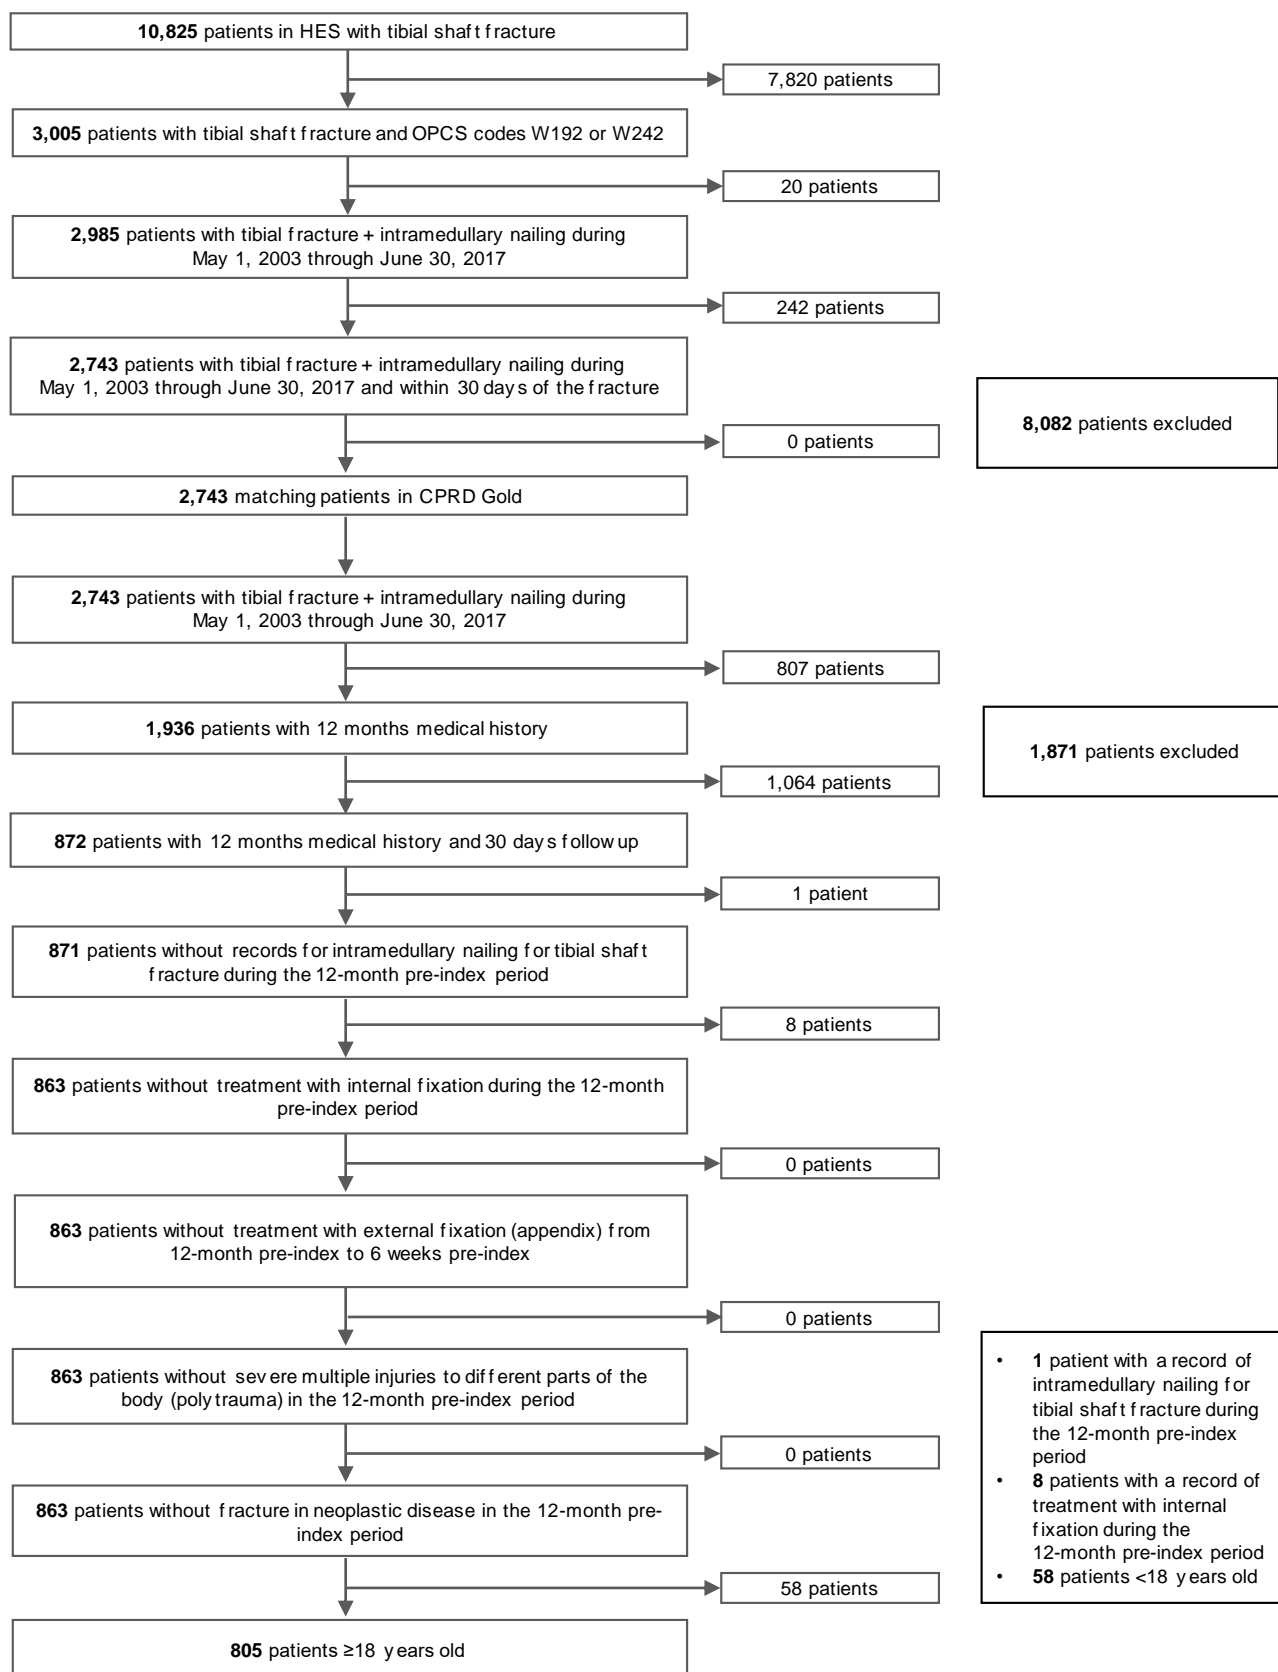 10,825 patients in HES with tibial shaft fracture
7,820 patients
3,005 patients with tibial shaft fracture and OPCS codes W192 or W242
20 patients
2,985 patients with tibial fracture + intramedullary nailing during
May 1, 2003 through June 30, 2017
242 patients
2,743 patients with tibial fracture + intramedullary nailing during
May 1, 2003 through June 30, 2017 and within 30 days of the fracture
8,082 patients excluded
0 patients
2,743 matching patients in CPRD Gold
2,743 patients with tibial fracture + intramedullary nailing during
May 1, 2003 through June 30, 2017
807 patients
1,936 patients with 12 months medical history
1,871 patients excluded
1,064 patients
872 patients with 12 months medical history and 30 days follow up
1 patient
871 patients without records for intramedullary nailing for tibial shaft
fracture during the 12-month pre-index period
8 patients
863 patients without treatment with internal fixation during the 12-month
pre-index period
0 patients
863 patients without treatment with external fixation (appendix) from
12-month pre-index to 6 weeks pre-index
0 patients
863 patients without severe multiple injuries to different parts of the
body (polytrauma) in the 12-month pre-index period
0 patients
863 patients without fracture in neoplastic disease in the 12-month pre-
index period
58 patients
805 patients ≥18 years old
• 1 patient with a record of
intramedullary nailing for
tibial shaft fracture during
the 12-month pre-index
period
• 8 patients with a record of
treatment with internal
fixation during the
12-month pre-index period
• 58 patients <18 years old